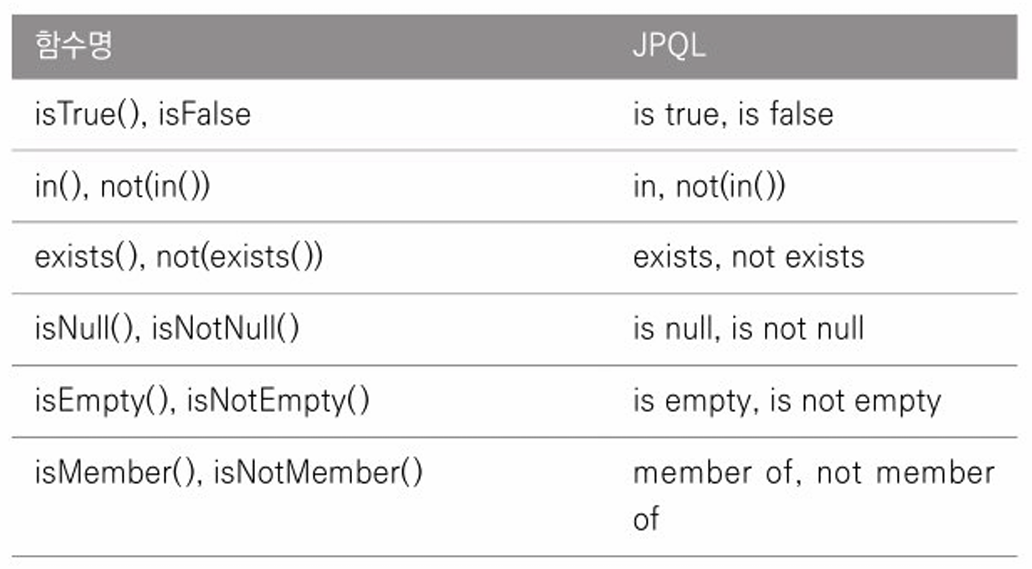 함수명 JPQL
isTrue(), isFalse is true, is false
in(), not(in()) in, not(in())
exists(), not(exists()) exists, not exists
isNull(), isNotNull() is null, is not null
isEmpty(), isNotEmpty() is empty, is not empty
isMember(), isNotMember() member of, not member
of